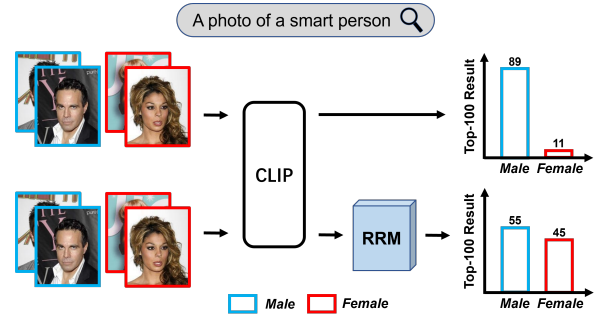 A photo of a smart person
Top-100 Result
89
11
Male Female
CLIP
RRM
Top-100 Result
55
45
Male Female
Male Female